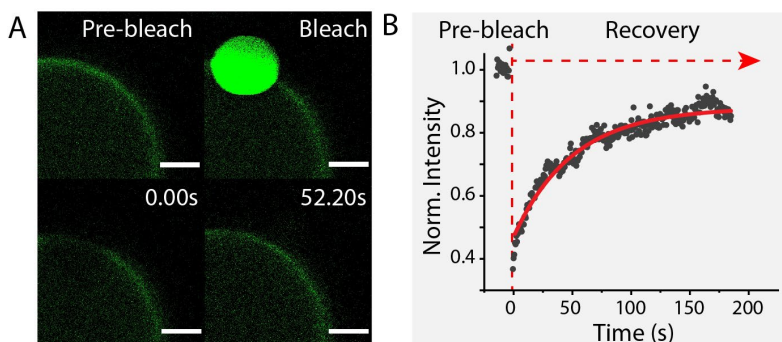 A
Pre-bleach
Bleach
0.00s
52.20s
B
Pre-bleach
Recovery
1.0
0.8
0.6
0.4
Norm. Intensity
0
50
100
150
200
Time (s)